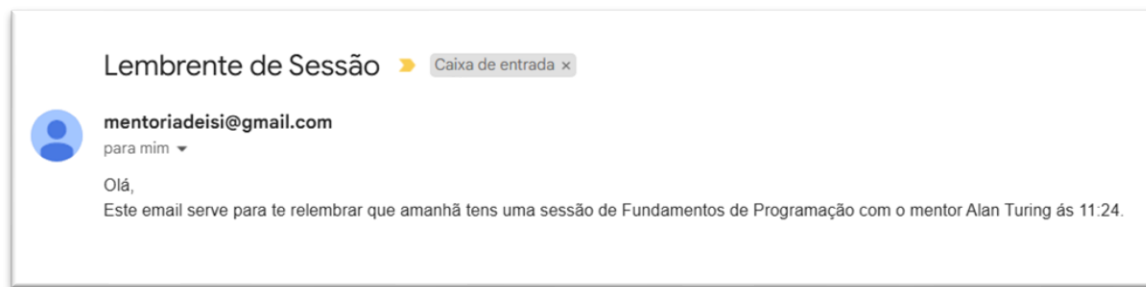 Lembrente de Sessão Caixa de entrada ×
mentoriadeisi@gmail.com
para mim
Olá,
Este email serve para te relembrar que amanhã tens uma sessão de Fundamentos de Programação com o mentor Alan Turing ás 11:24.